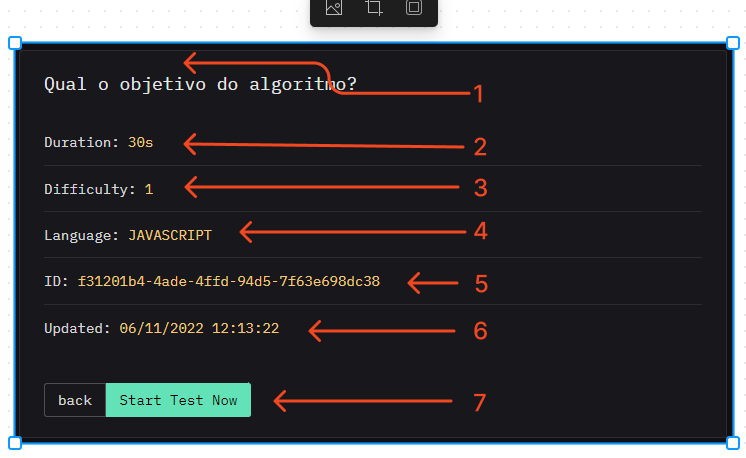 Qual o objetivo do algoritmo?
1
Duration: 30s
2
Difficulty: 1
3
Language: JAVASCRIPT
4
ID: f31201b4-4ade-4ffd-94d5-7f63e698dc38
5
Updated: 06/11/2022 12:13:22
6
back Start Test Now
7